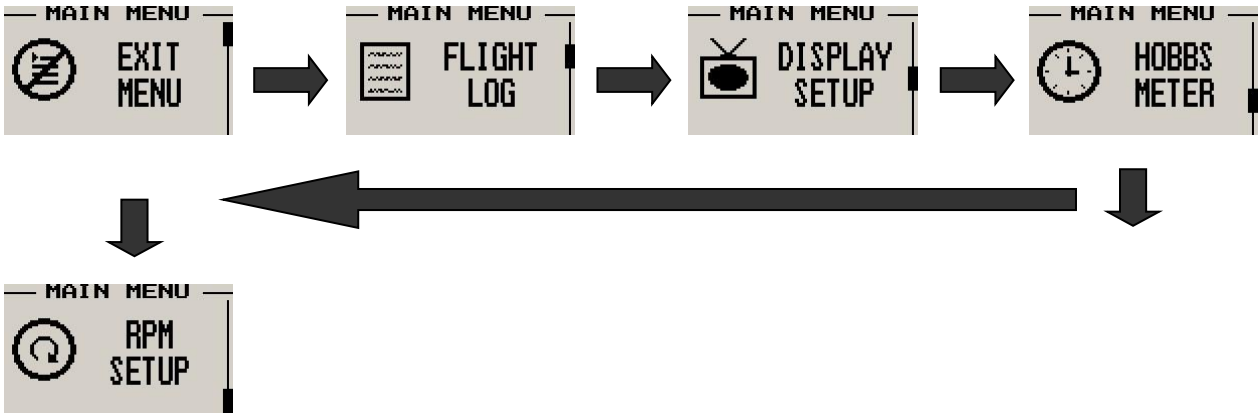 MAIN MENU
EXIT
MENU
MAIN MENU
FLIGHT
LOG
MAIN MENU
DISPLAY
SETUP
MAIN MENU
HOBBS
METER
MAIN MENU
RPM
SETUP